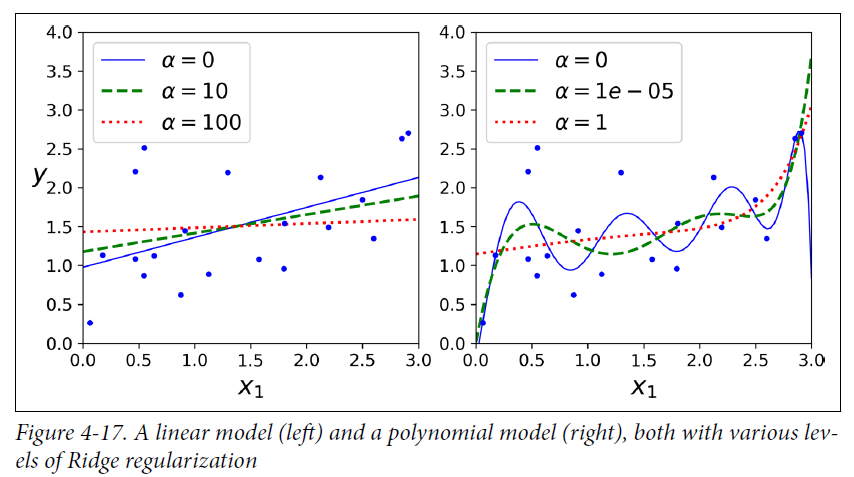 4.0
3.5
3.0
2.5
2.0
1.5
1.0
0.5
0.0
y
0.0 0.5 1.0 1.5 2.0 2.5 3.0
x₁
α = 0
α = 10
α = 100
4.0
3.5
3.0
2.5
2.0
1.5
1.0
0.5
0.0
0.0 0.5 1.0 1.5 2.0 2.5 3.0
x₁
α = 0
α = 1e − 05
α = 1
Figure 4-17. A linear model (left) and a polynomial model (right), both with various lev-
els of Ridge regularization